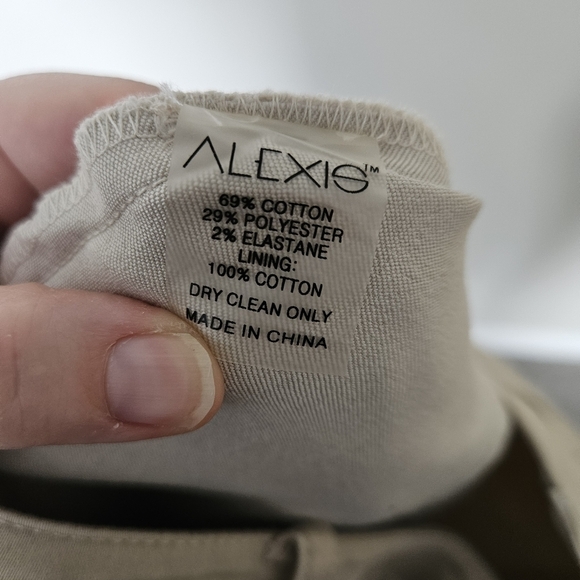 ALEXIS™
69% COTTON
29% POLYESTER
2% ELASTANE
LINING:
100% COTTON
DRY CLEAN ONLY
MADE IN CHINA